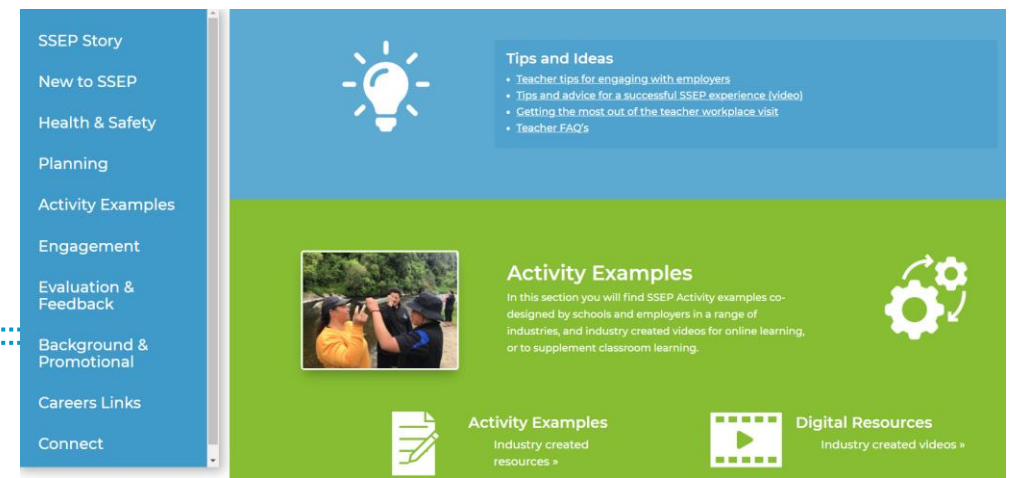 SSEP Story
New to SSEP
Health & Safety
Planning
Activity Examples
Engagement
Evaluation &
Feedback
Background &
Promotional
Careers Links
Connect
Tips and Ideas
• Teacher tips for engaging with employers
• Tips and advice for a successful SSEP experience (video)
• Getting the most out of the teacher workplace visit
• Teacher FAQ's
Activity Examples
In this section you will find SSEP Activity examples co-
designed by schools and employers in a range of
industries, and industry created videos for online learning,
or to supplement classroom learning.
Activity Examples
Industry created
resources »
Digital Resources
Industry created videos »